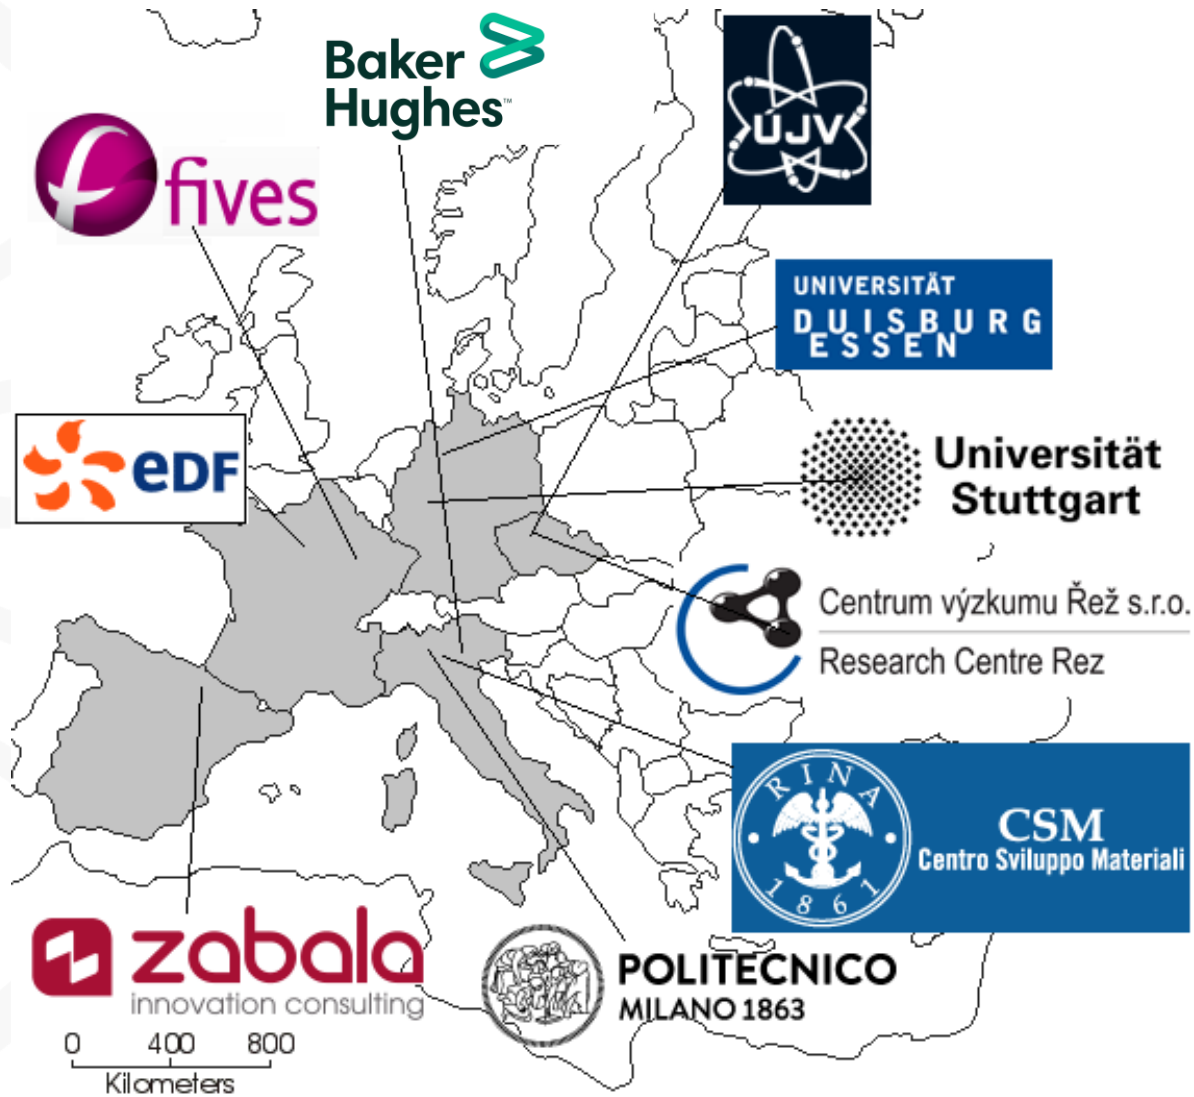 Baker
Hughes™
ÚJV
fives
UNIVERSITÄT
DUISBURG
ESSEN
eDF
Universität
Stuttgart
Centrum výzkumu Řež s.r.o.
Research Centre Rez
RINA
1861
CSM
Centro Sviluppo Materiali
zabala
innovation consulting
POLITECNICO
MILANO 1863
0 400 800
Kilometers